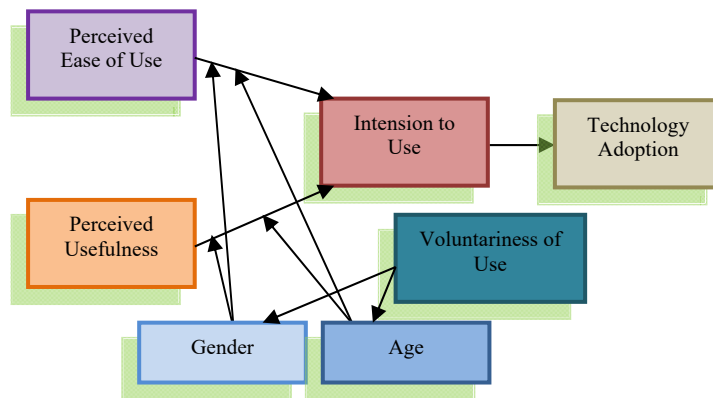 Perceived
Ease of Use
Intension to
Use
Technology
Adoption
Perceived
Usefulness
Voluntariness of
Use
Gender
Age